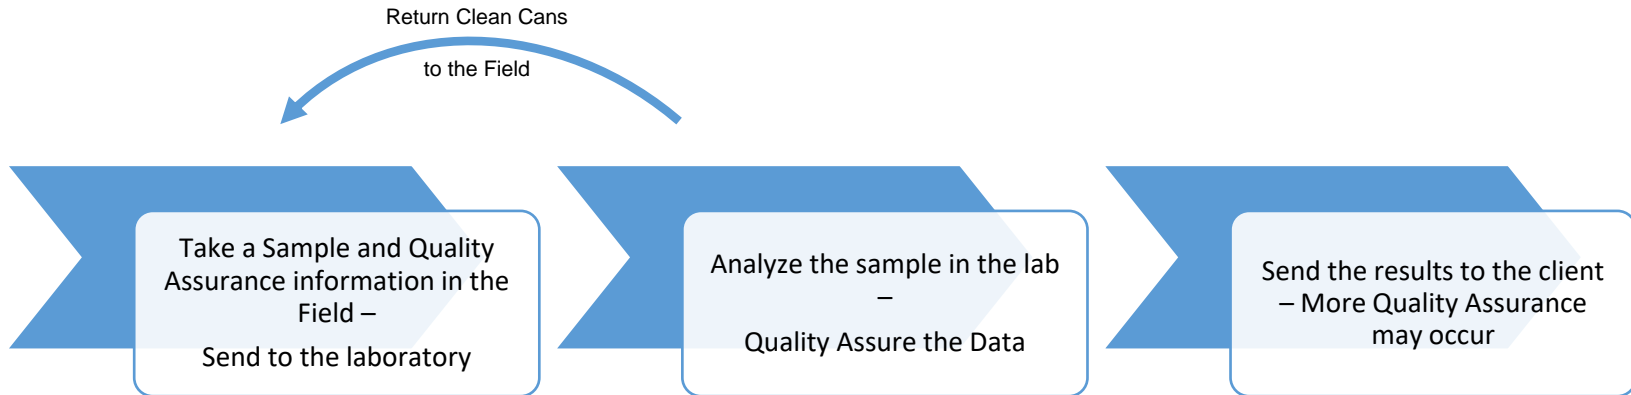 Return Clean Cans
to the Field
Take a Sample and Quality
Assurance information in the
Field –
Send to the laboratory
Analyze the sample in the lab
–
Quality Assure the Data
Send the results to the client
– More Quality Assurance
may occur